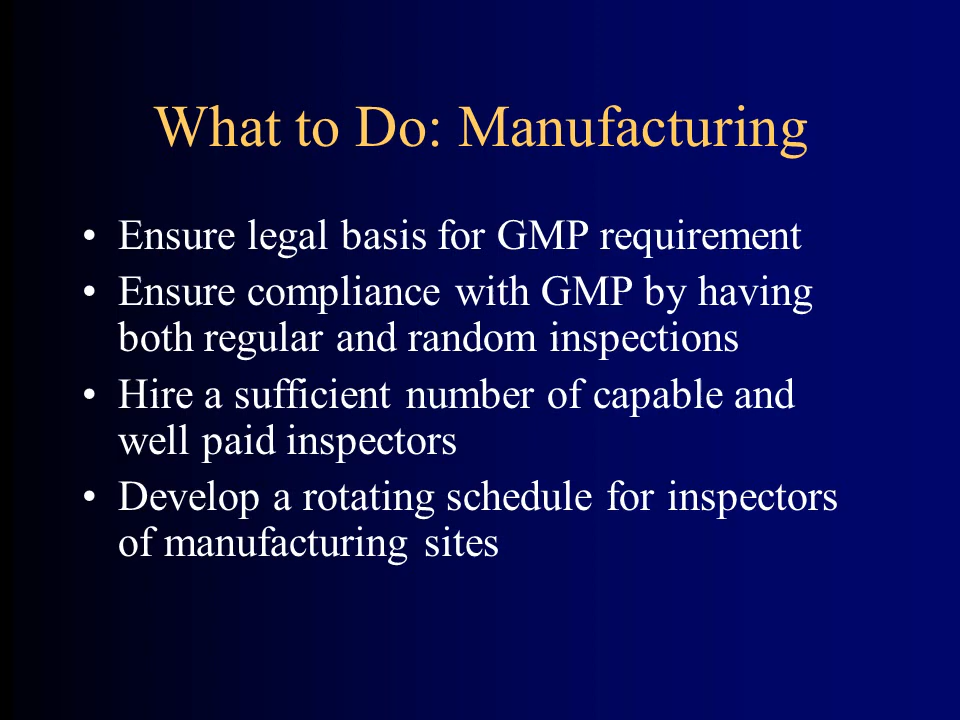 What to Do: Manufacturing
• Ensure legal basis for GMP requirement
• Ensure compliance with GMP by having
both regular and random inspections
• Hire a sufficient number of capable and
well paid inspectors
• Develop a rotating schedule for inspectors
of manufacturing sites